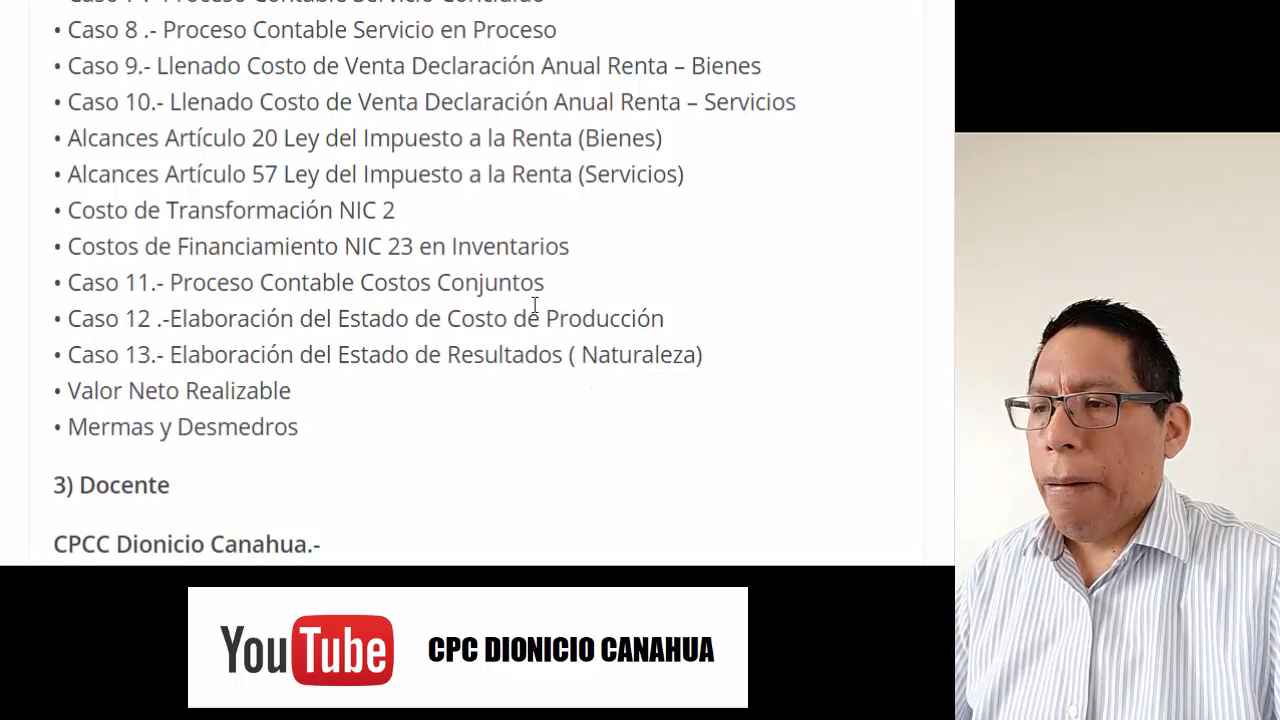 • Caso 8 .- Proceso Contable Servicio en Proceso
• Caso 9.- Llenado Costo de Venta Declaración Anual Renta – Bienes
• Caso 10.- Llenado Costo de Venta Declaración Anual Renta – Servicios
• Alcances Artículo 20 Ley del Impuesto a la Renta (Bienes)
• Alcances Artículo 57 Ley del Impuesto a la Renta (Servicios)
• Costo de Transformación NIC 2
• Costos de Financiamiento NIC 23 en Inventarios
• Caso 11.- Proceso Contable Costos Conjuntos
• Caso 12 .-Elaboración del Estado de Costo de Producción
• Caso 13.- Elaboración del Estado de Resultados ( Naturaleza)
• Valor Neto Realizable
• Mermas y Desmedros
3) Docente
CPCC Dionicio Canahua.-
YouTube CPC DIONICIO CANAHUA